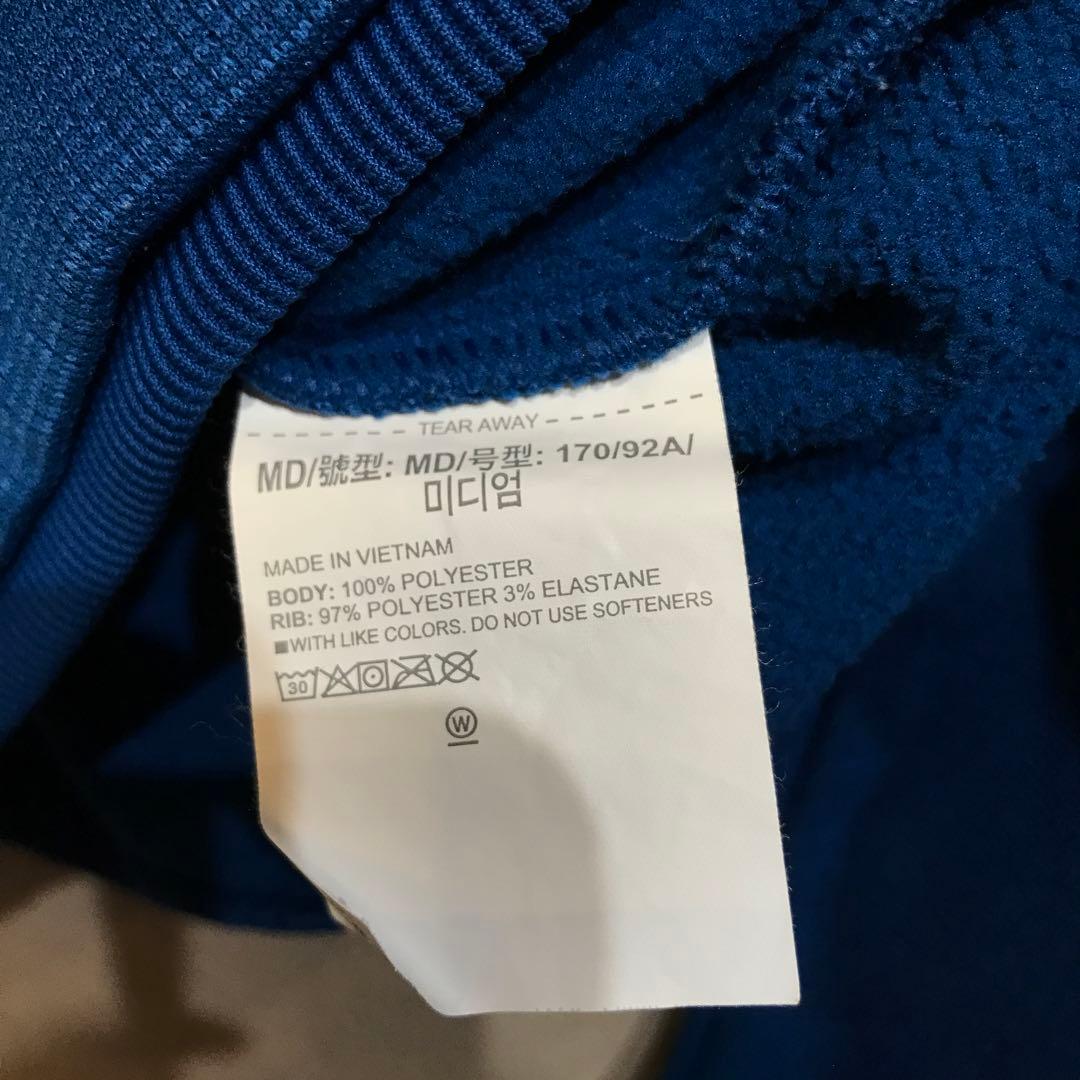 TEAR AWAY
MD/號型: MD/号型: 170/92A/
미디엄
MADE IN VIETNAM
BODY: 100% POLYESTER
RIB: 97% POLYESTER 3% ELASTANE
■WITH LIKE COLORS. DO NOT USE SOFTENERS
30
W